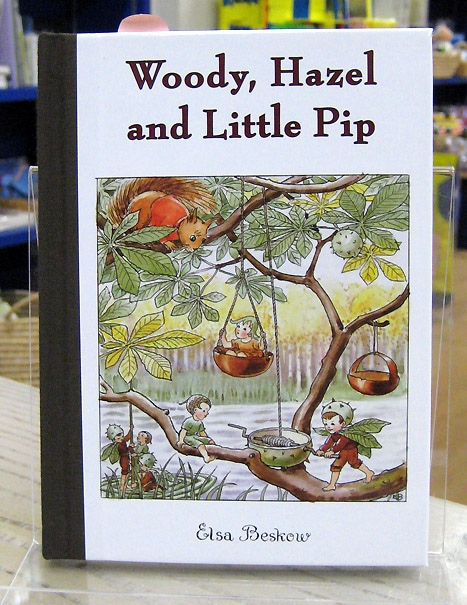 Woody, Hazel
and Little Pip
Elsa Beskow